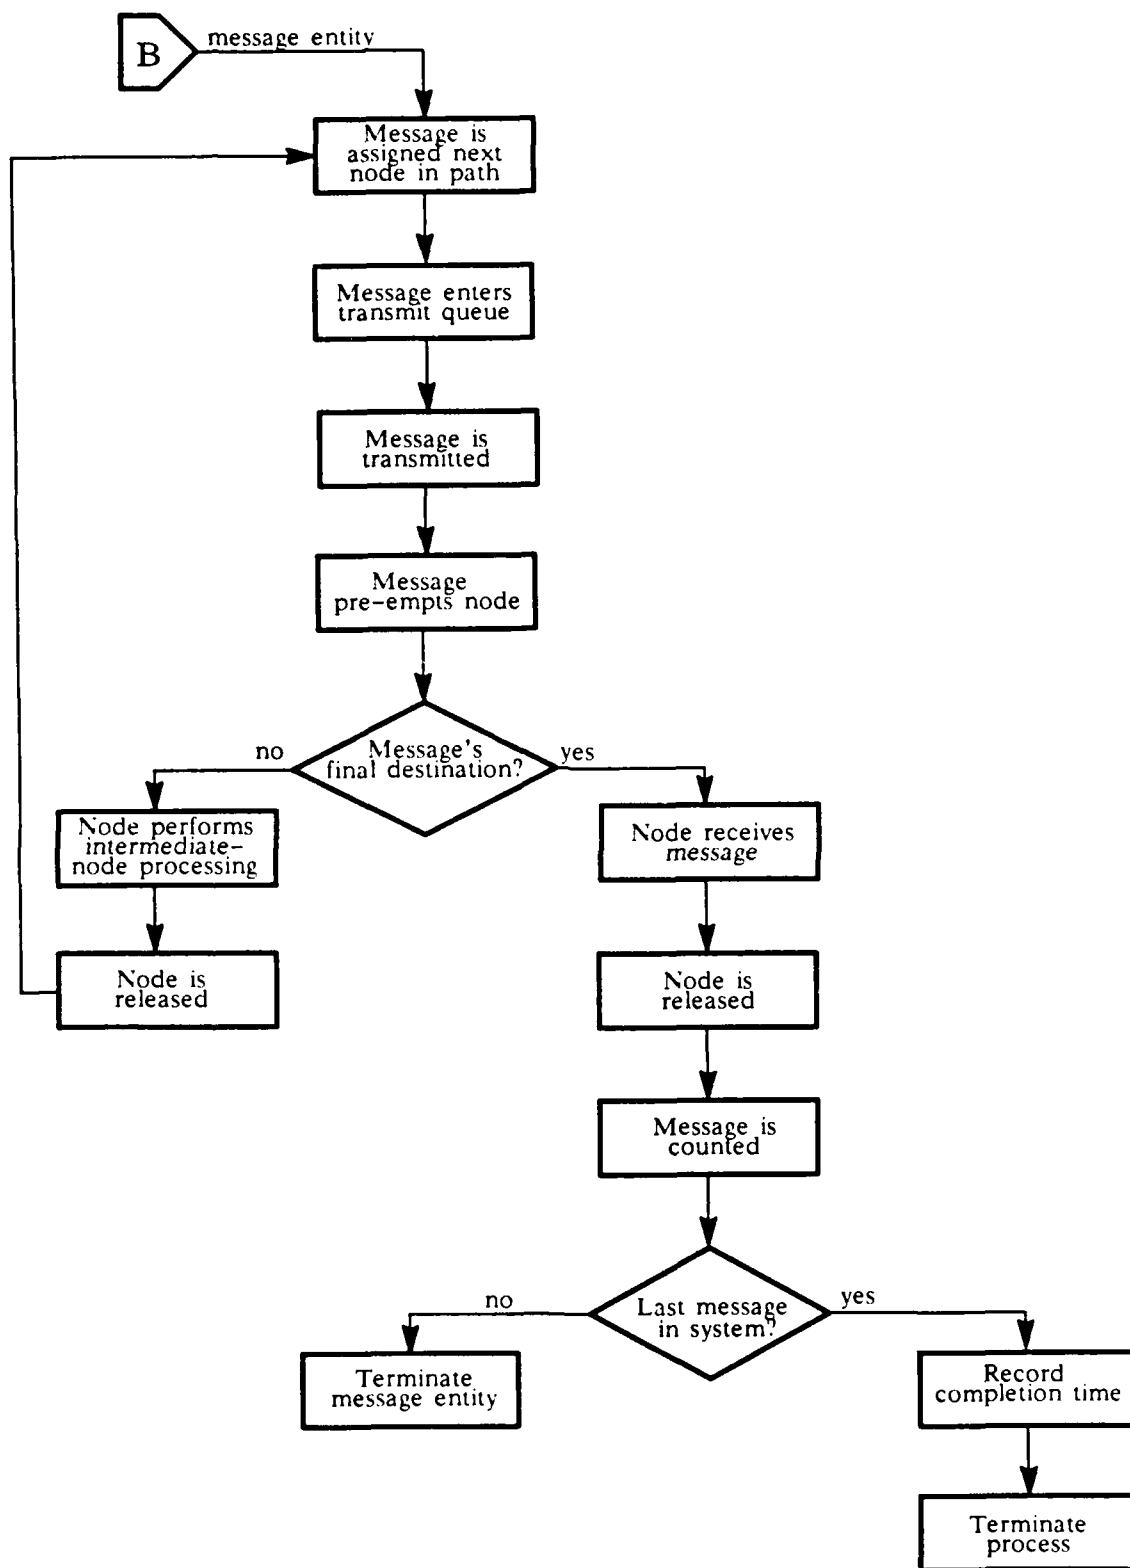 B
message entity
Message is
assigned next
node in path
Message enters
transmit queue
Message is
transmitted
Message
pre-empts node
no
Message's
final destination?
yes
Node performs
intermediate-
node processing
Node receives
message
Node is
released
Node is
released
Message is
counted
no
Last message
in system?
yes
Terminate
message entity
Record
completion time
Terminate
process